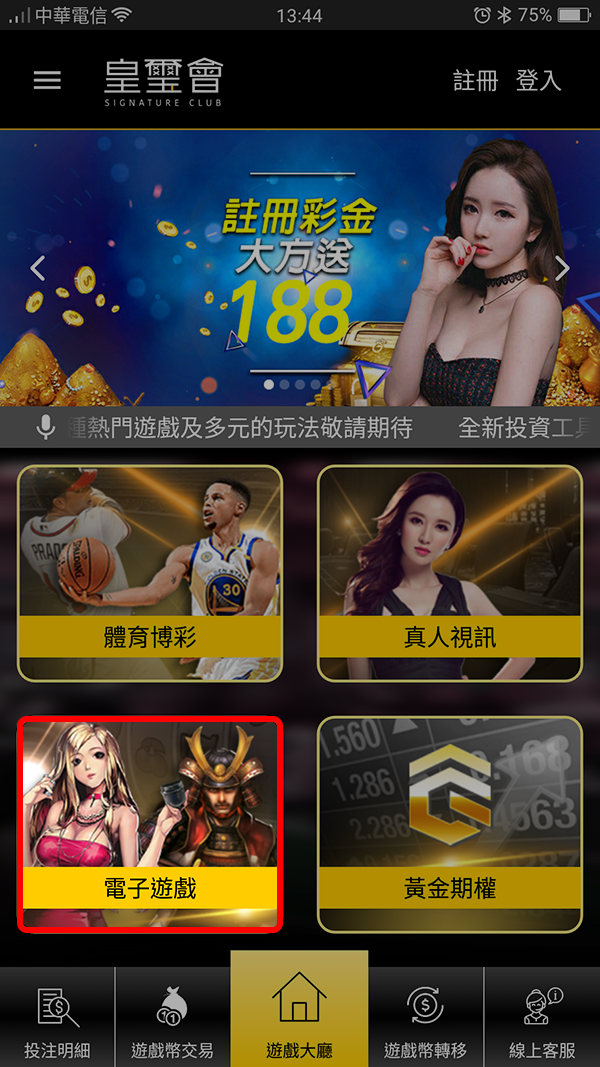 中華電信 13:44 75%
皇璽會
SIGNATURE CLUB
註冊 登入
註冊彩金
大方送
188
種熱門遊戲及多元的玩法敬請期待 全新投資工具
SPALDING
30
體育博彩
真人視訊
電子遊戲
1.560
0.168
1.286
4563
2.286
黃金期權
投注明細
遊戲幣交易
遊戲大廳
遊戲幣轉移
線上客服